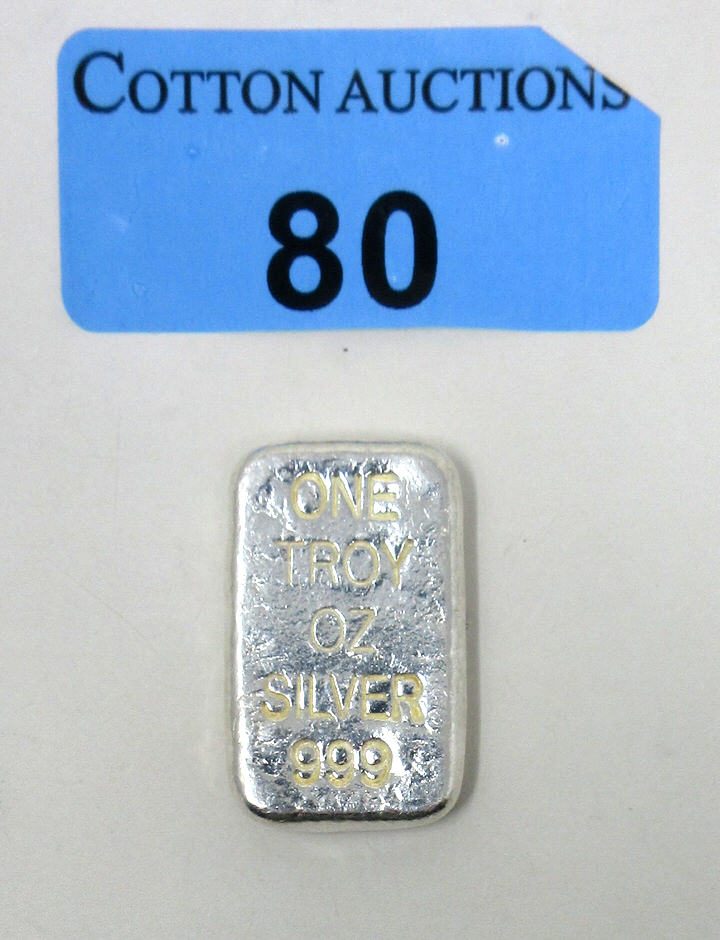 COTTON AUCTIONS
80
ONE
TROY
OZ
SILVER
999